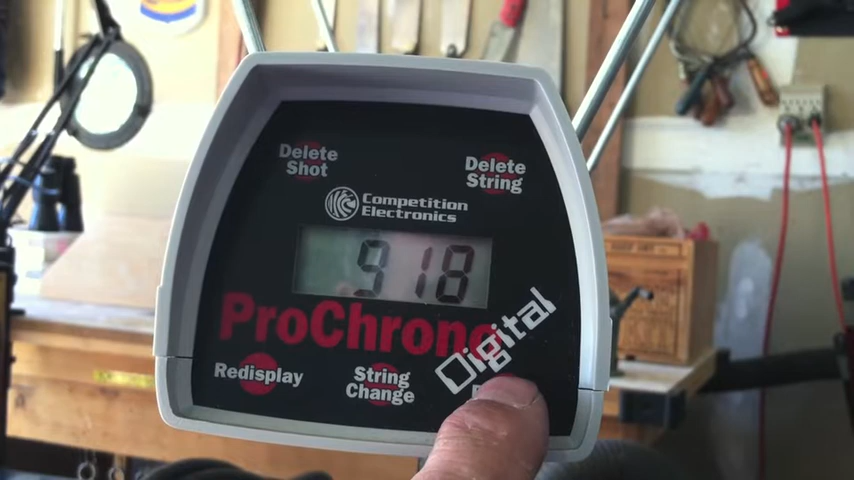 Delete
Shot
Delete
String
Competition
Electronics
918
ProChrono
Digital
Redisplay
String
Change